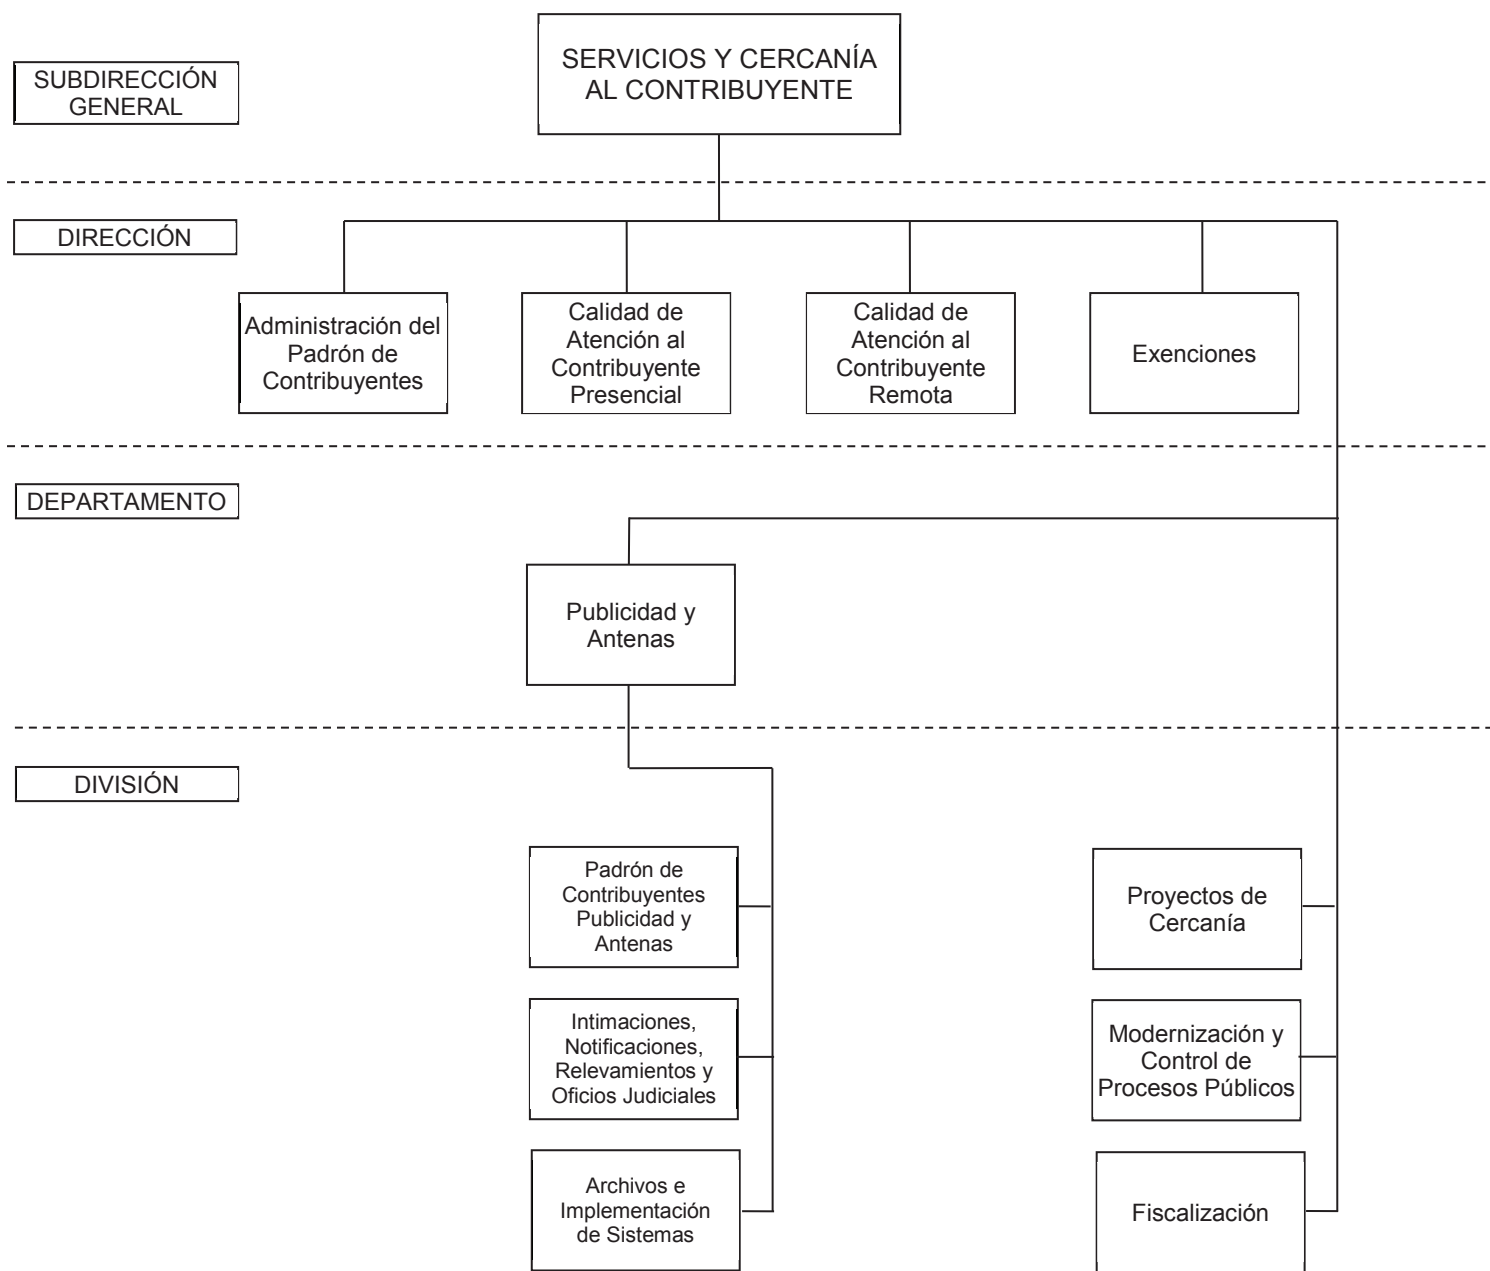 SUBDIRECCIÓN
GENERAL
SERVICIOS Y CERCANÍA
AL CONTRIBUYENTE
DIRECCIÓN
Administración del
Padrón de
Contribuyentes
Calidad de
Atención al
Contribuyente
Presencial
Calidad de
Atención al
Contribuyente
Remota
Exenciones
DEPARTAMENTO
Publicidad y
Antenas
DIVISIÓN
Padrón de
Contribuyentes
Publicidad y
Antenas
Proyectos de
Cercanía
Intimaciones,
Notificaciones,
Relevamientos y
Oficios Judiciales
Modernización y
Control de
Procesos Públicos
Archivos e
Implementación
de Sistemas
Fiscalización